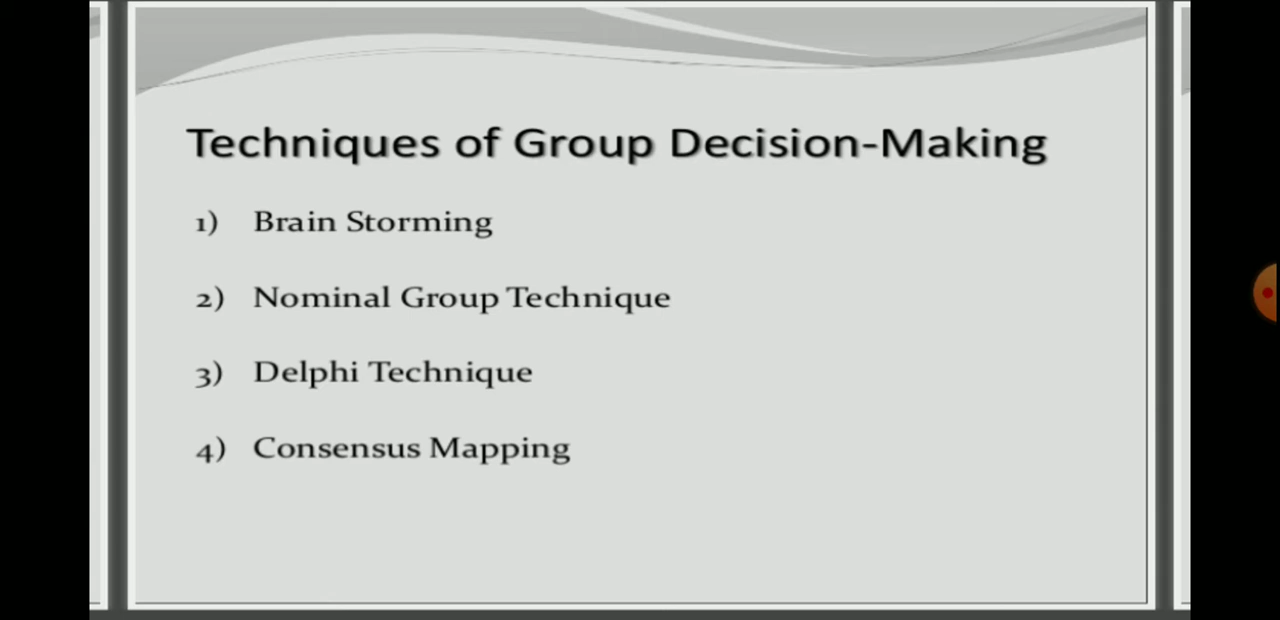 Techniques of Group Decision-Making
1) Brain Storming
2) Nominal Group Technique
3) Delphi Technique
4) Consensus Mapping